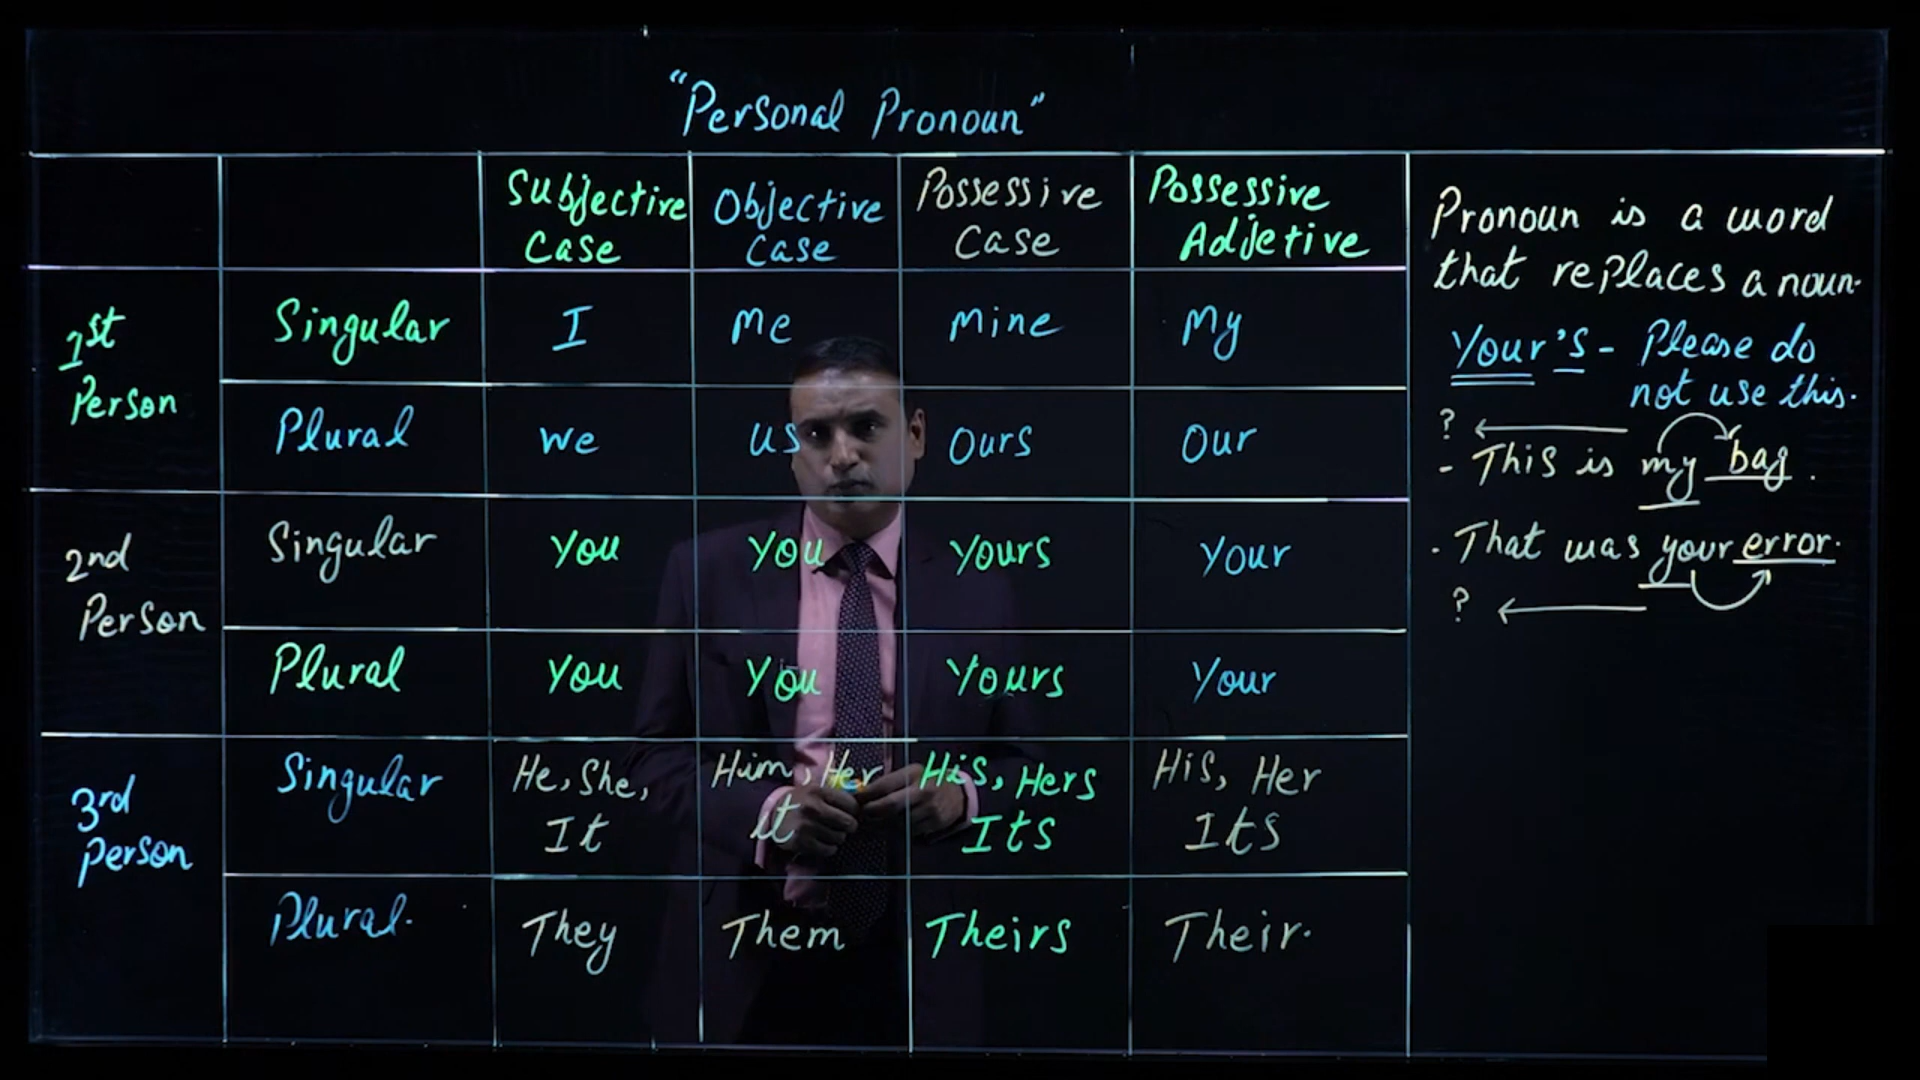 "Personal Pronoun"
Subjective Case
Objective Case
Possessive Case
Possessive Adjetive
1st Person
Singular
I
Me
Mine
My
Plural
We
Us
Ours
Our
2nd Person
Singular
You
You
Yours
Your
Plural
You
You
Yours
Your
3rd Person
Singular
He, She, It
Him, Her It
His, Hers Its
His, Her Its
Plural.
They
Them
Theirs
Their.
Pronoun is a word
that replaces a noun.
Your's - Please do
not use this.
?
- This is my bag.
. That was your error.
?